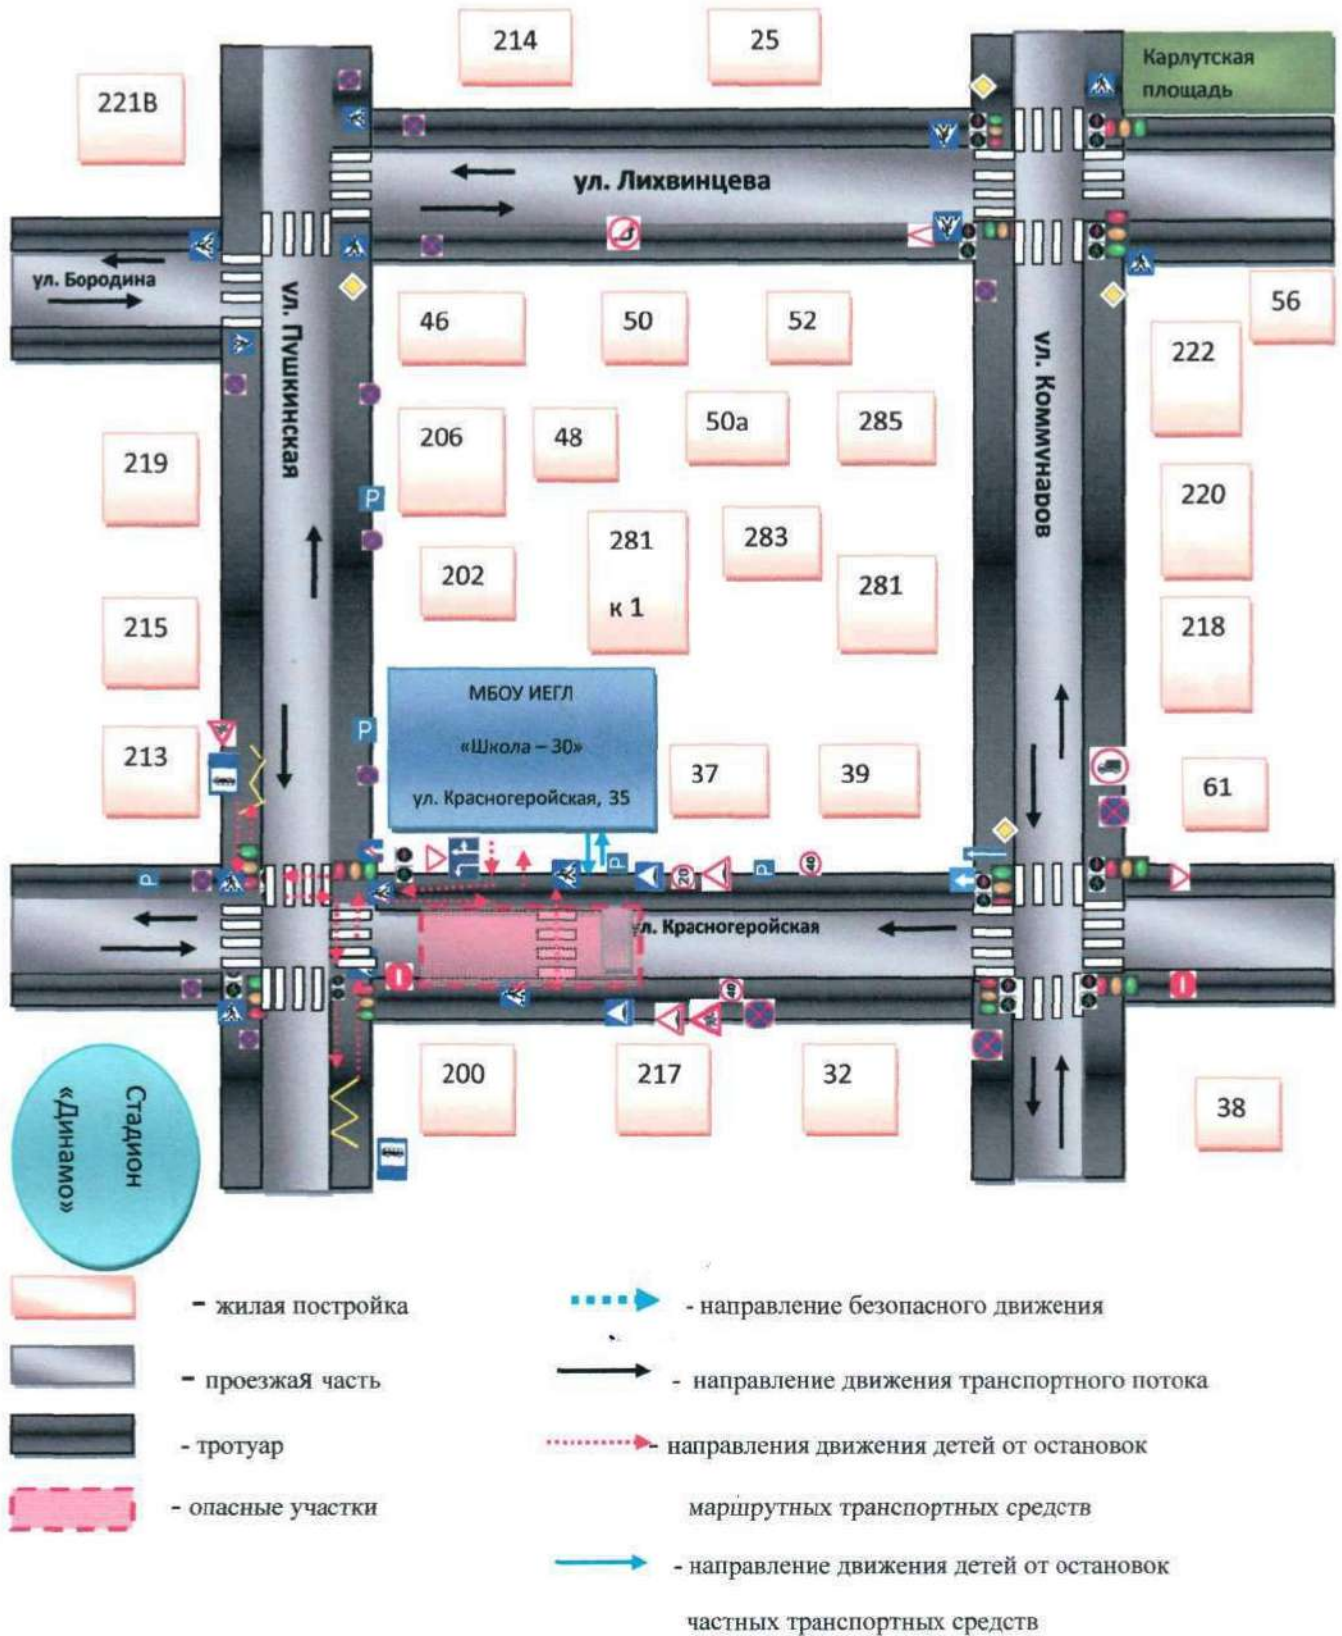 214
25
Карлутская
площадь
221В
ул. Лихвинцева
ул. Бородина
ул. Пушкинская
46
50
52
56
222
ул. Коммунаров
206
48
50а
285
219
220
281
к 1
283
202
281
215
218
МБОУ ИЕГЛ
«Школа – 30»
ул. Красногеройская, 35
213
37
39
61
P
P
P
P
P
20
40
ул. Красногеройская
40
200
217
32
38
Стадион
«Динамо»
- жилая постройка
- направление безопасного движения
- проезжая часть
- направление движения транспортного потока
- тротуар
- направления движения детей от остановок
маршрутных транспортных средств
- опасные участки
- направление движения детей от остановок
частных транспортных средств